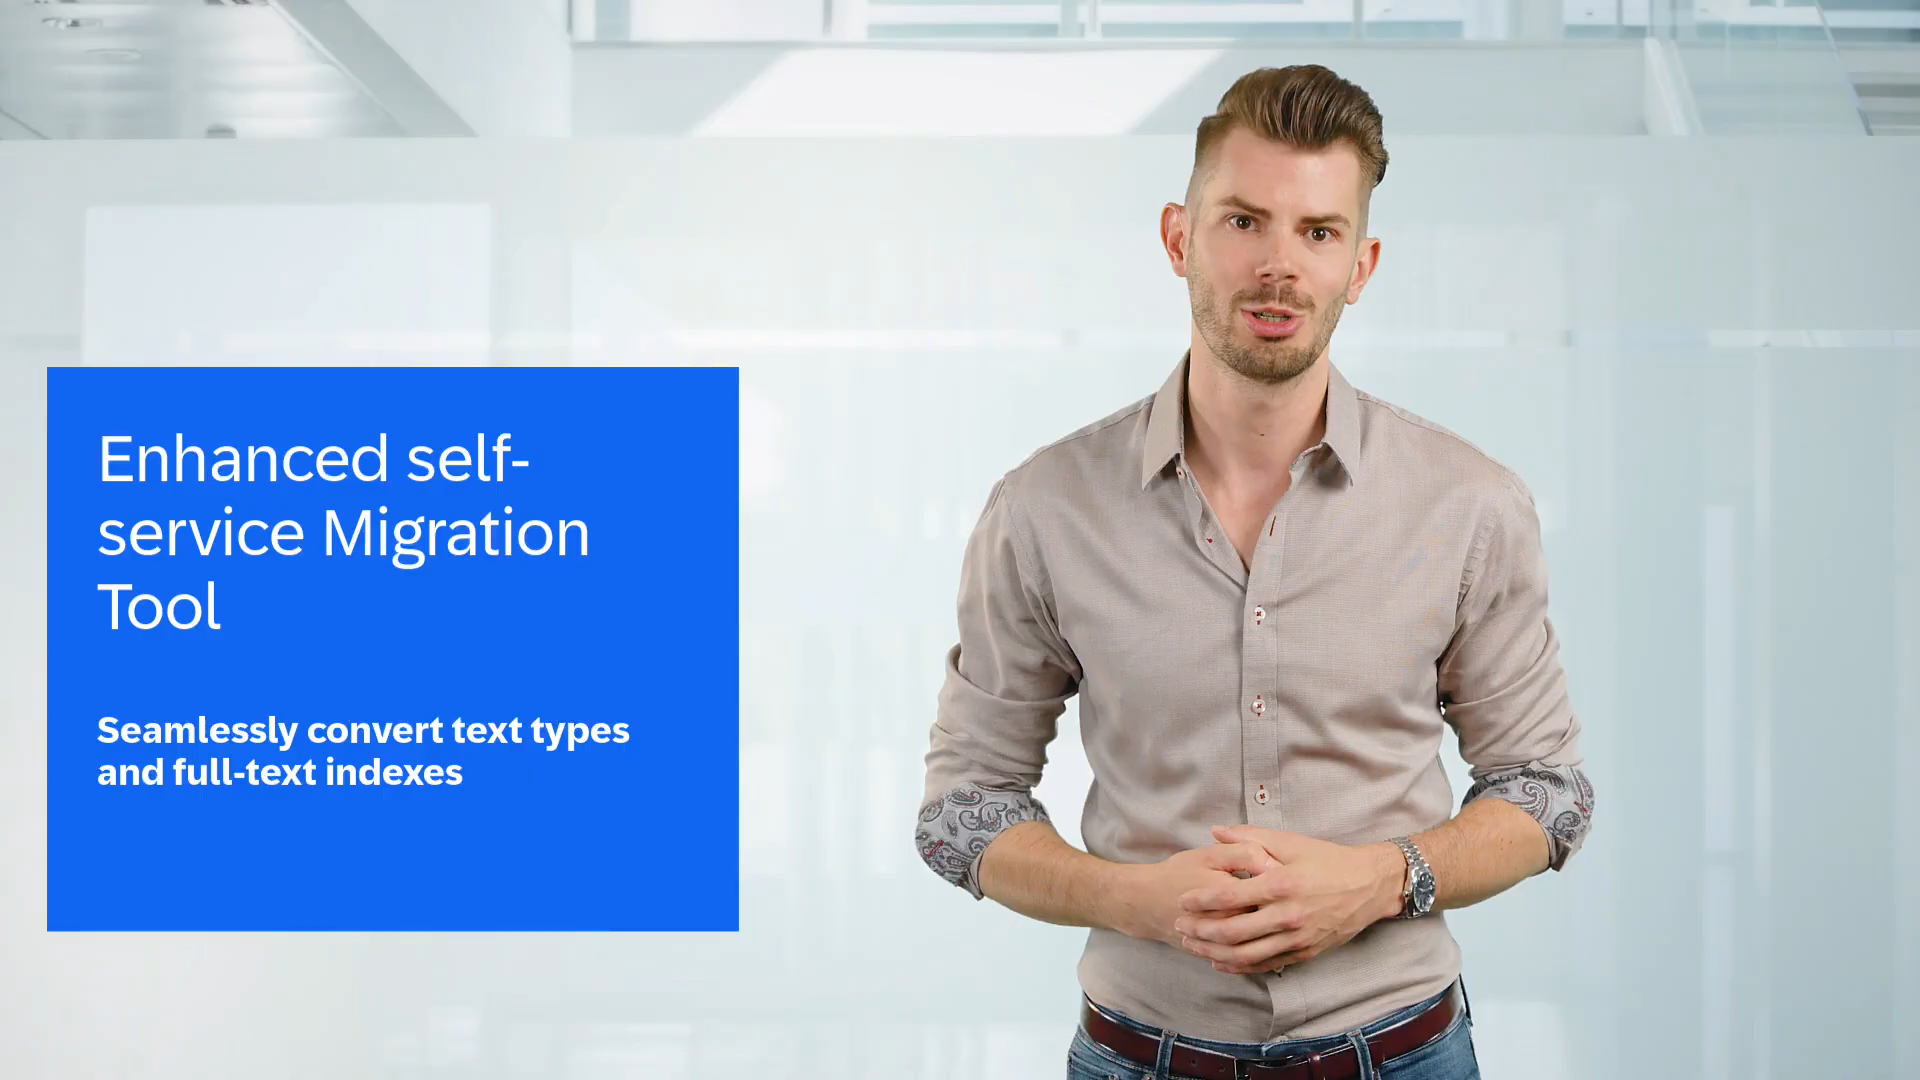 Enhanced self-
service Migration
Tool
Seamlessly convert text types
and full-text indexes